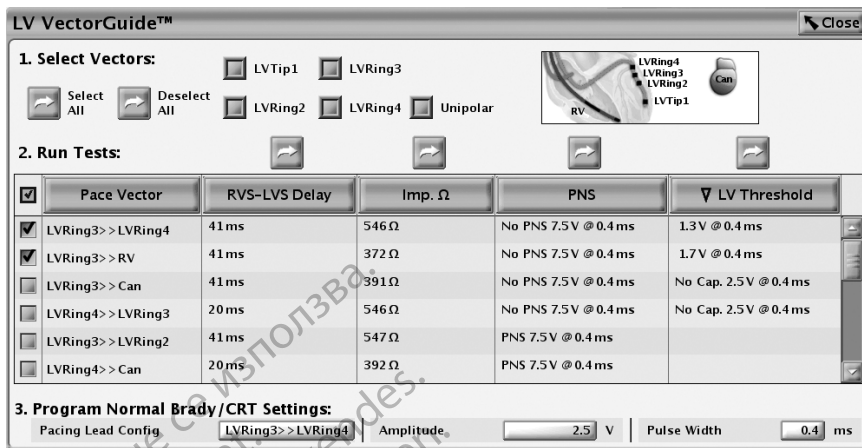 LV VectorGuide™
Close
1. Select Vectors:
LVTip1
LVRing3
Select All
Deselect All
LVRing2
LVRing4
Unipolar
LVRing4
LVRing3
LVRing2
LVTip1
Can
RV
2. Run Tests:
Pace Vector RVS-LVS Delay Imp. Ω PNS ∇ LV Threshold
LVRing3>>LVRing4 41ms 546Ω No PNS 7.5V @ 0.4ms 1.3V @ 0.4ms
LVRing3>>RV 41ms 372Ω No PNS 7.5V @ 0.4ms 1.7V @ 0.4ms
LVRing3>>Can 41ms 391Ω No PNS 7.5V @ 0.4ms No Cap. 2.5V @ 0.4ms
LVRing4>>LVRing3 20ms 546Ω No PNS 7.5V @ 0.4ms No Cap. 2.5V @ 0.4ms
LVRing3>>LVRing2 41ms 547Ω PNS 7.5V @ 0.4ms
LVRing4>>Can 20ms 392Ω PNS 7.5V @ 0.4ms
3. Program Normal Brady/CRT Settings:
Pacing Lead Config LVRing3>>LVRing4 Amplitude 2.5 V Pulse Width 0.4 ms
се използва.